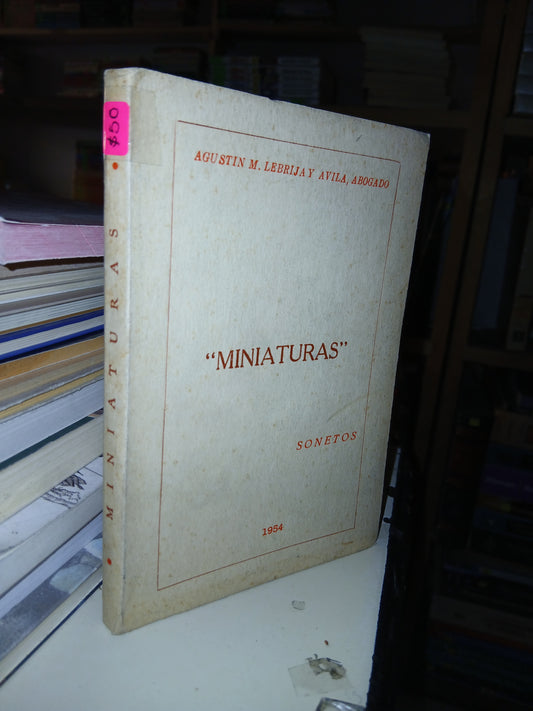 $50
MINIATURAS
AGUSTIN M. LEBRIJA Y AVILA, ABOGADO
“MINIATURAS”
SONETOS
1954